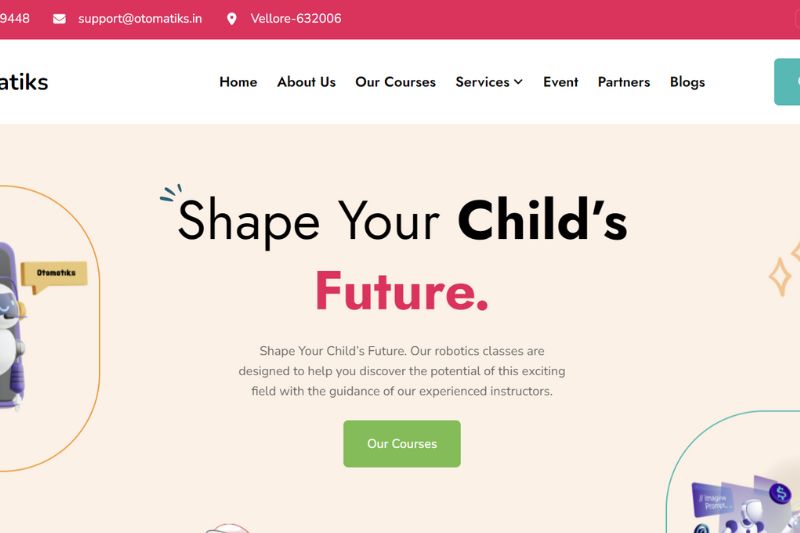 9448 support@otomatiks.in Vellore-632006
atiks Home About Us Our Courses Services Event Partners Blogs
Shape Your Child's
Future.
Otomatiks
Shape Your Child's Future. Our robotics classes are
designed to help you discover the potential of this exciting
field with the guidance of our experienced instructors.
Our Courses
// Imagine
Prompt...